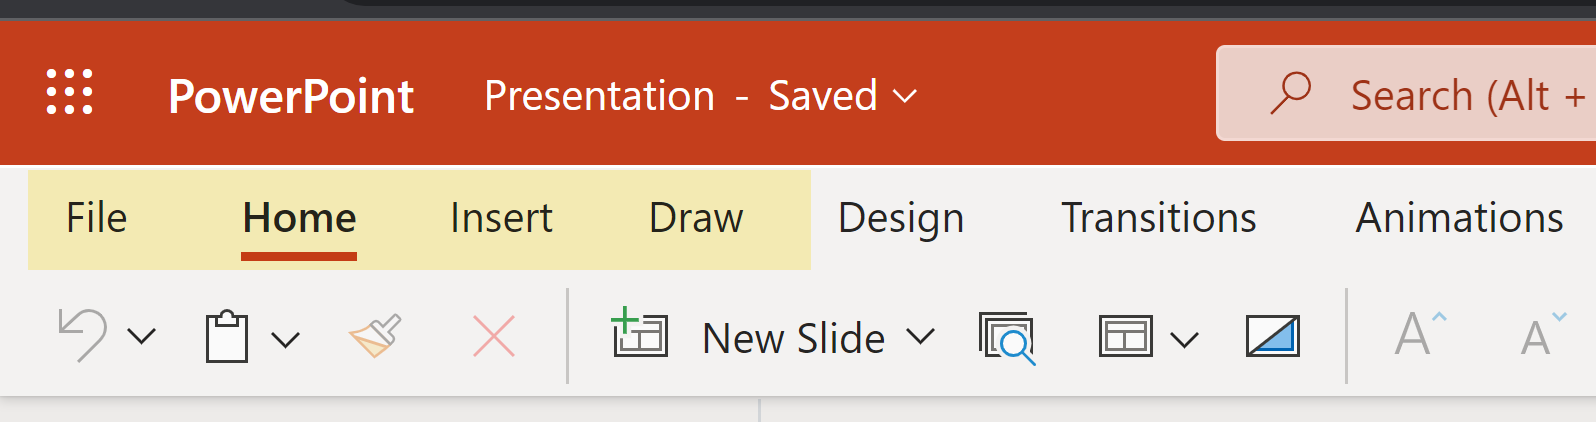 PowerPoint Presentation - Saved Search (Alt +
File Home Insert Draw Design Transitions Animations
New Slide A A